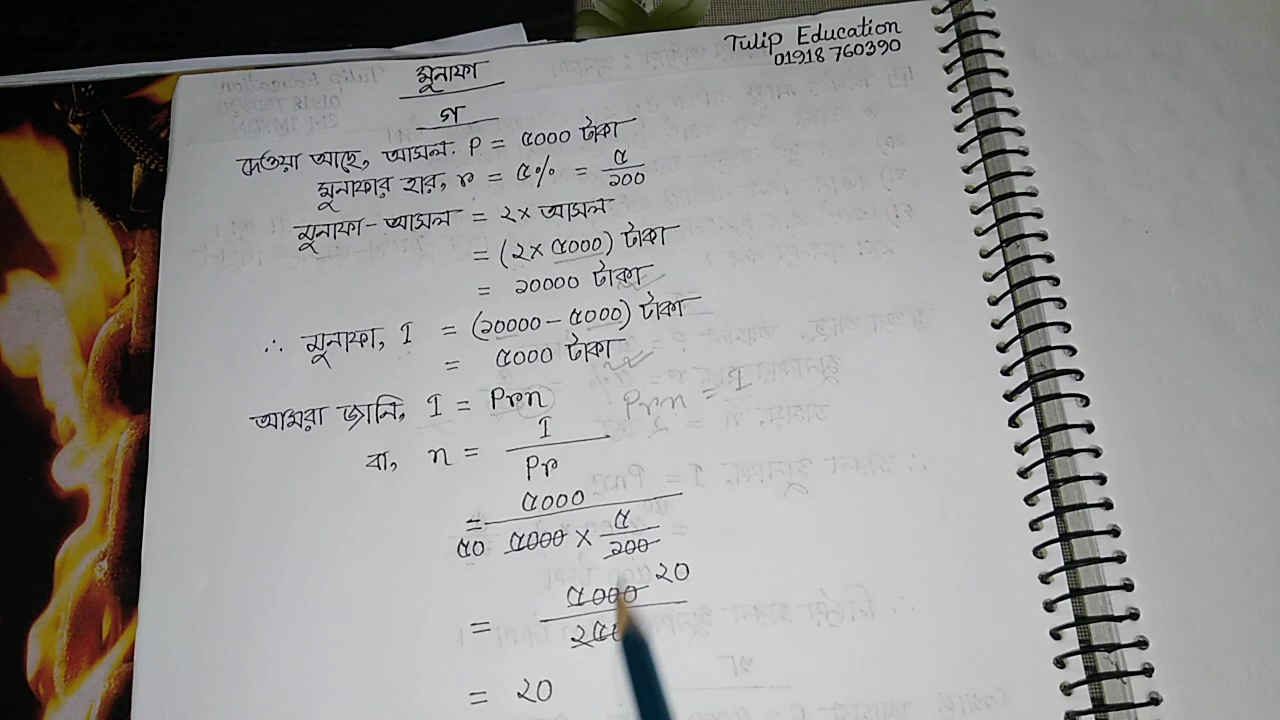 Tulip Education
01918 760390
মুনাফা
গ
দেওয়া আছে, আসল. P = ৫০০০ টাকা
মুনাফার হার, r = ৫% = ৫/১০০
মুনাফা-আসল = ২ × আসল
= (২ × ৫০০০) টাকা
= ১০০০০ টাকা
∴ মুনাফা, I = (১০০০০ – ৫০০০) টাকা
= ৫০০০ টাকা
আমরা জানি, I = Prn Prn = I
বা, n = I/Pr
= ৫০০০/৫০০০ × ৫/১০০ ৫০
= ৫০০০/২৫০ ২০
= ২০